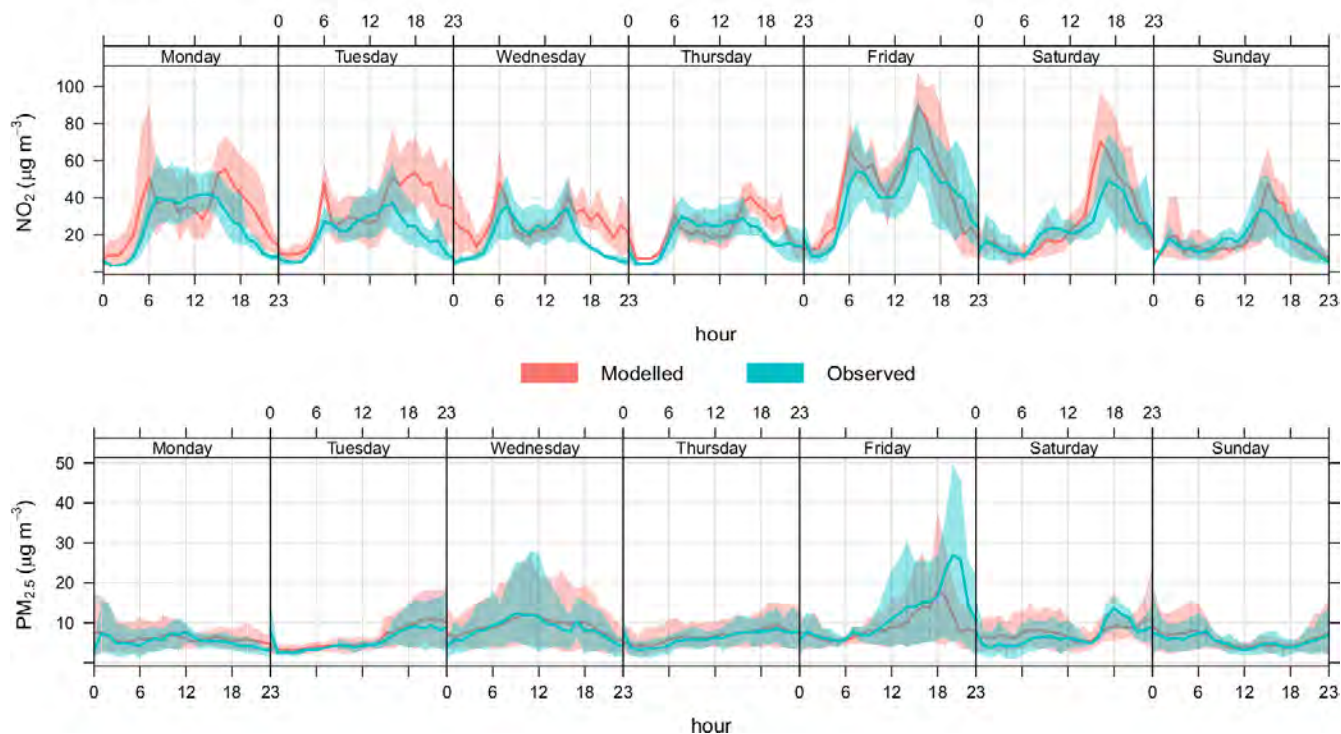 0 6 12 18 23 0 6 12 18 23 0 6 12 18 23
Monday Tuesday Wednesday Thursday Friday Saturday Sunday
100
80
60
40
20
NO₂ (µg m⁻³)
0 6 12 18 0 6 12 18 23 0 6 12 18 0 6 12 18 23
hour
Modelled Observed
0 6 12 18 23 0 6 12 18 23 0 6 12 18 23
Monday Tuesday Wednesday Thursday Friday Saturday Sunday
50
40
30
20
10
PM₂.₅ (µg m⁻³)
0 6 12 18 23 0 6 12 18 23 0 6 12 18 23 0 6 12 18 23
hour